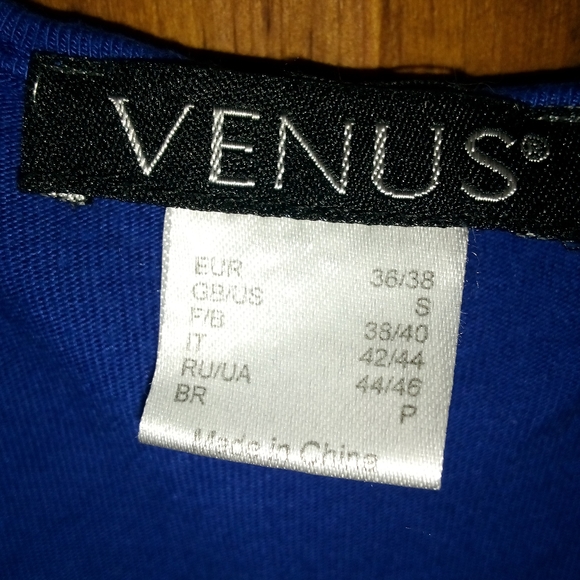 VENUS®
EUR 36/38
GB/US S
F/B 38/40
IT 42/44
RU/UA 44/46
BR P
Made in China